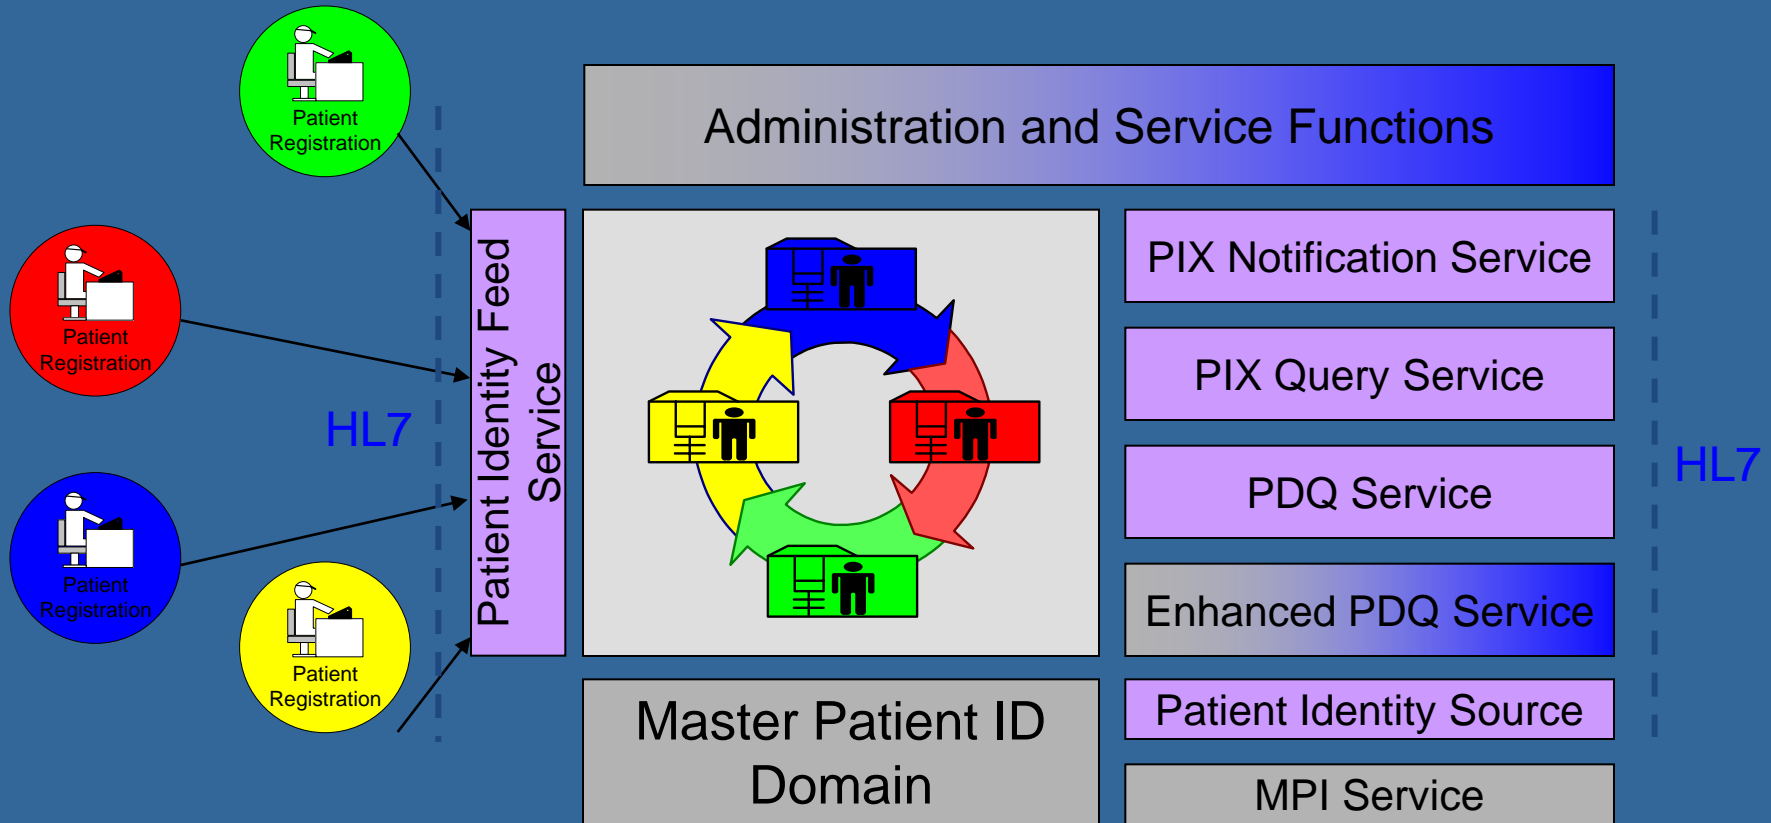 Patient
Registration
Administration and Service Functions
Patient
Registration
HL7
Patient
Registration
Patient
Registration
Patient Identity Feed
Service
Master Patient ID
Domain
PIX Notification Service
PIX Query Service
PDQ Service
Enhanced PDQ Service
Patient Identity Source
MPI Service
HL7